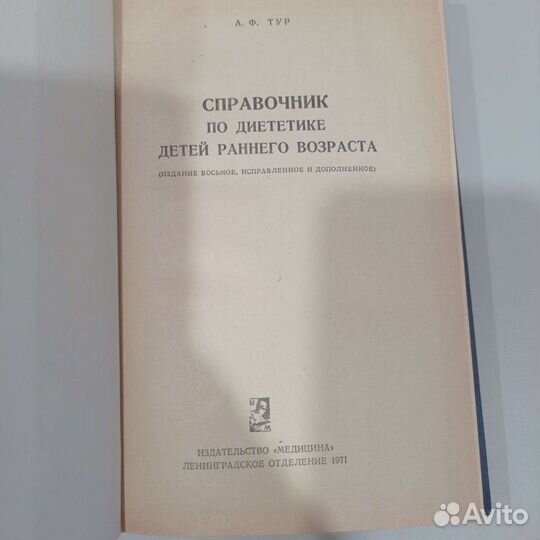 А. Ф. ТУР
СПРАВОЧНИК
ПО ДИЕТЕТИКЕ
ДЕТЕЙ РАННЕГО ВОЗРАСТА
(ИЗДАНИЕ ВОСЬМОЕ, ИСПРАВЛЕННОЕ И ДОПОЛНЕННОЕ)
И
М
ИЗДАТЕЛЬСТВО «МЕДИЦИНА»
ЛЕНИНГРАДСКОЕ ОТДЕЛЕНИЕ 1971
Avito